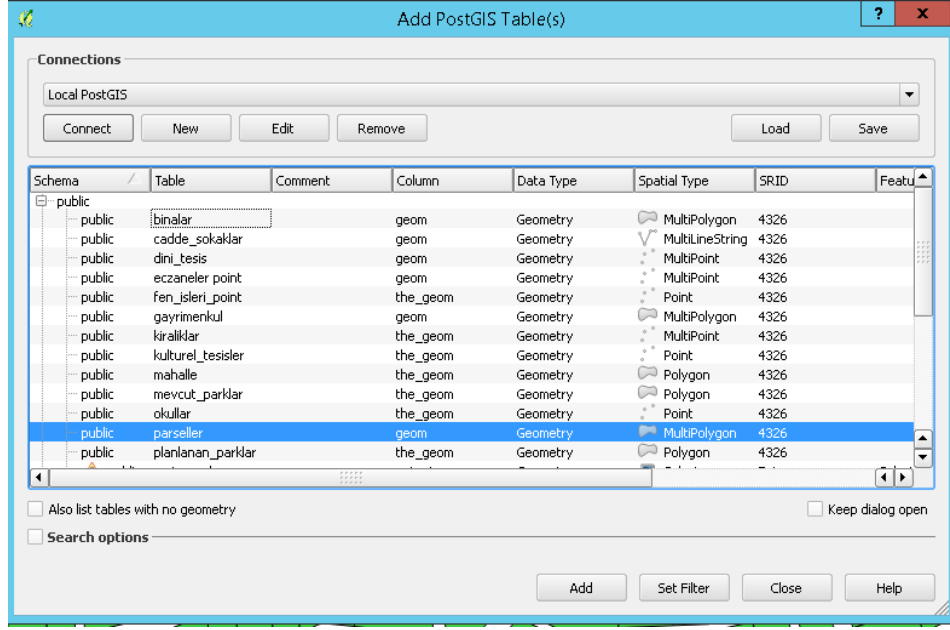 Add PostGIS Table(s)
? x
Connections
Local PostGIS
Connect New Edit Remove Load Save
Schema Table Comment Column Data Type Spatial Type SRID Featu
public
public binalar geom Geometry MultiPolygon 4326
public cadde_sokaklar geom Geometry MultiLineString 4326
public dini_tesis geom Geometry MultiPoint 4326
public eczaneler point geom Geometry MultiPoint 4326
public fen_isleri_point the_geom Geometry Point 4326
public gayrimenkul geom Geometry MultiPolygon 4326
public kiraliklar the_geom Geometry MultiPoint 4326
public kulturel_tesisler the_geom Geometry Point 4326
public mahalle the_geom Geometry Polygon 4326
public mevcut_parklar the_geom Geometry Polygon 4326
public okullar the_geom Geometry Point 4326
public parseller geom Geometry MultiPolygon 4326
public planlanan_parklar the_geom Geometry Polygon 4326
Also list tables with no geometry Keep dialog open
Search options
Add Set Filter Close Help